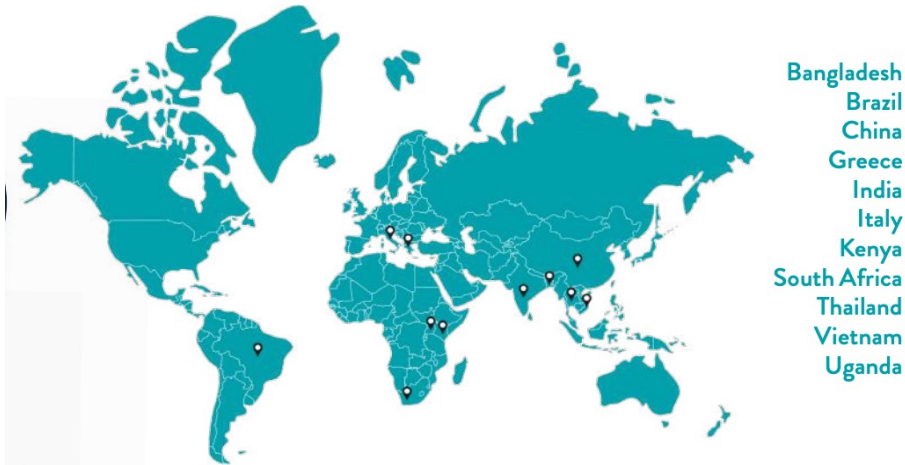 Bangladesh
Brazil
China
Greece
India
Italy
Kenya
South Africa
Thailand
Vietnam
Uganda